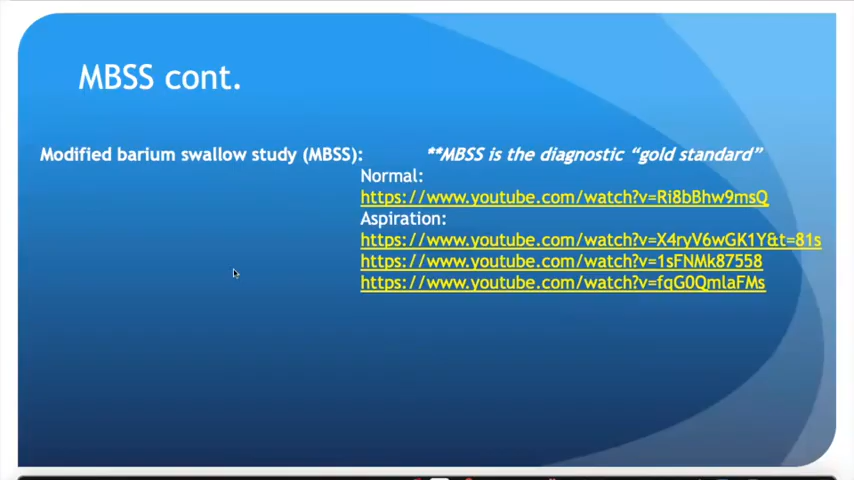 MBSS cont.
Modified barium swallow study (MBSS): **MBSS is the diagnostic “gold standard”
Normal:
https://www.youtube.com/watch?v=Ri8bBhw9msQ
Aspiration:
https://www.youtube.com/watch?v=X4ryV6wGK1Y&t=81s
https://www.youtube.com/watch?v=1sFNMk87558
https://www.youtube.com/watch?v=fqG0QmlaFMs